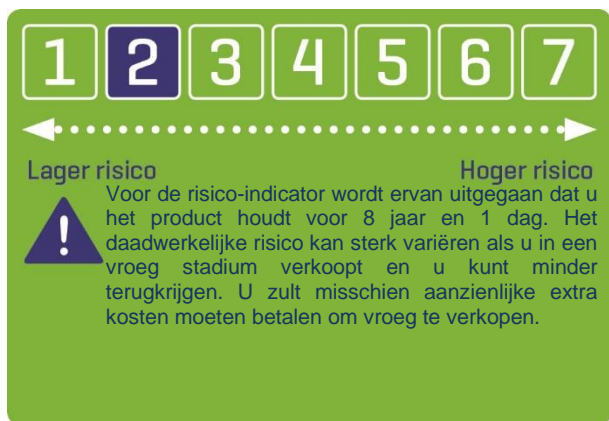 1 2 3 4 5 6 7
Lager risico Hoger risico
!
Voor de risico-indicator wordt ervan uitgegaan dat u
het product houdt voor 8 jaar en 1 dag. Het
daadwerkelijke risico kan sterk variëren als u in een
vroeg stadium verkoopt en u kunt minder
terugkrijgen. U zult misschien aanzienlijke extra
kosten moeten betalen om vroeg te verkopen.